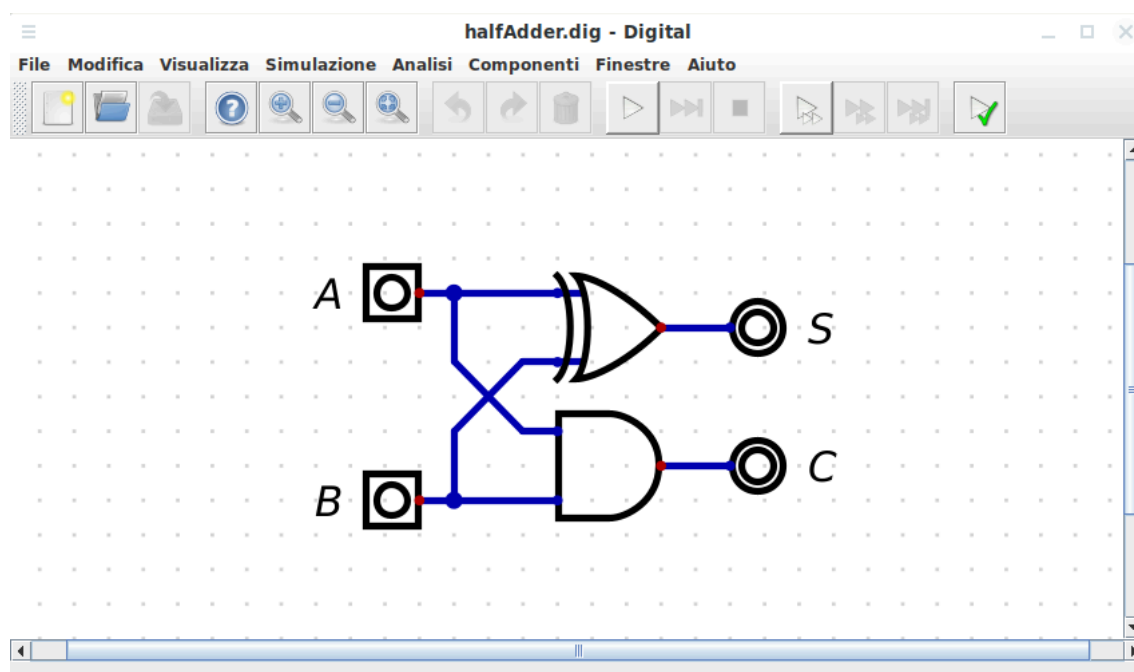 halfAdder.dig - Digital
File Modifica Visualizza Simulazione Analisi Componenti Finestre Aiuto
A
S
B
C